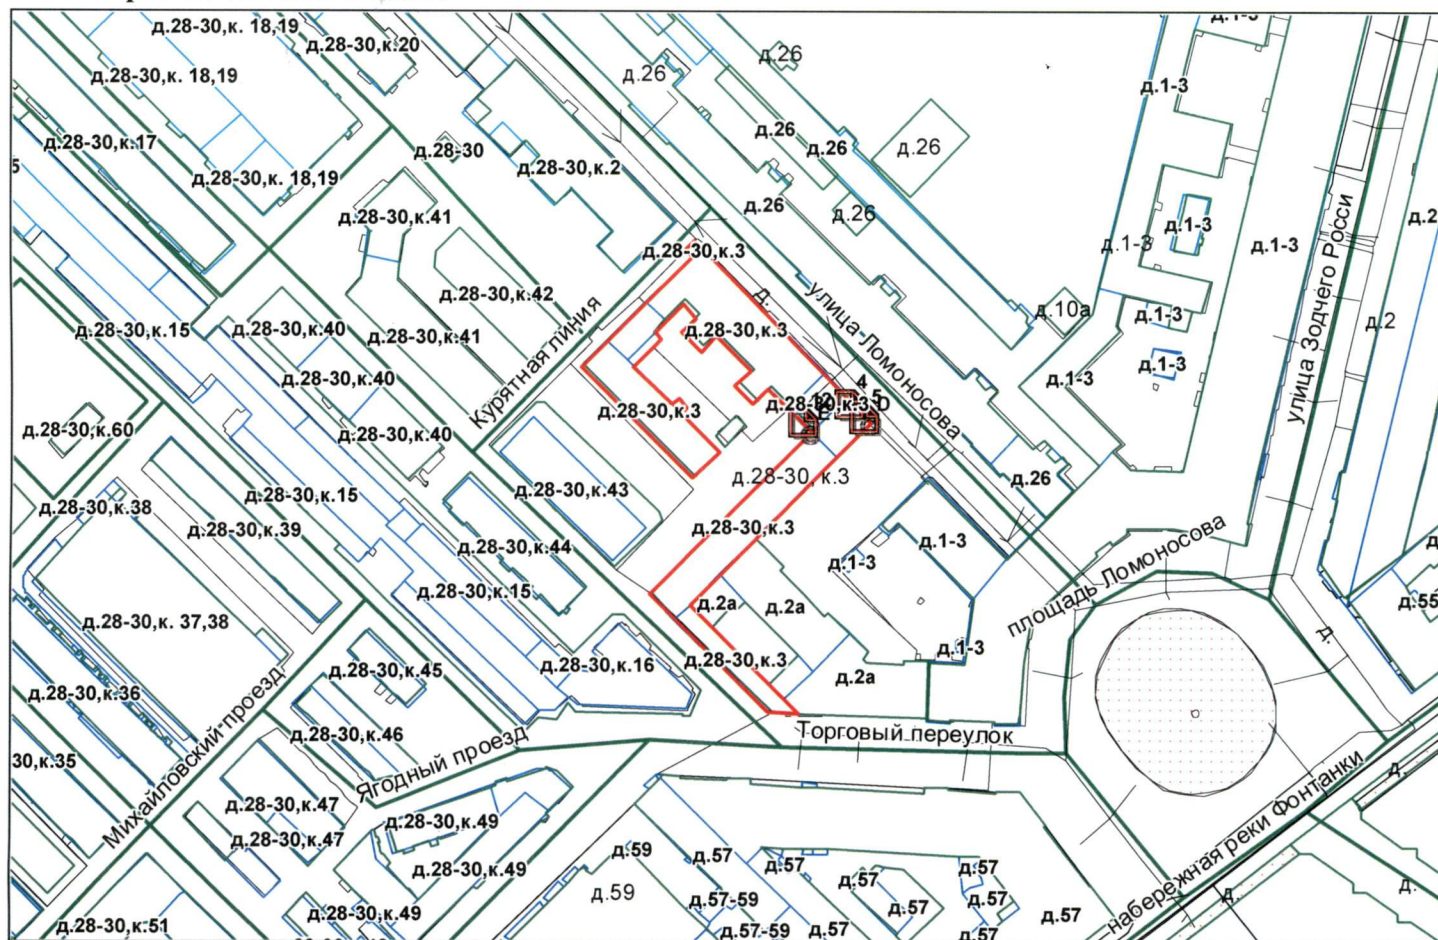 д.28-30,к. 18,19
д.28-30,к.20
д.28-30,к. 18,19
д.26
д.26
д.1-3
д.1-3
д.28-30,к.17
д.28-30,к. 18,19
д.28-30
д.28-30,к.2
д.26
д.26
д.26
д.26
д.26
д.28-30,к.41
д.28-30,к.3
д.1-3
д.1-3
д.1-3
д.2
д.28-30,к.42
д.28-30,к.15
д.28-30,к.40
д.28-30,к.41
Курятная линия
д.28-30,к.3
д.
улица Ломоносова
д.10а
д.1-3
д.2
улица Зодчего Росси
д.28-30,к.40
д.1-3
д.1-3
д.28-30,к.3
4
5
д.28-30,к.3
D
д.28-30,к.60
д.28-30,к.40
д.28-30, к.3
д.26
д.28-30,к.15
д.28-30,к.43
д.28-30,к.38
д.28-30,к.39
д.28-30,к.3
д.1-3
д.1-3
д.28-30,к.44
д.28-30,к.15
д.2а
д.2а
площадь Ломоносова
д.55
д.
д.28-30,к. 37,38
д.1-3
д.28-30,к.45
д.28-30,к.16
д.28-30,к.3
д.2а
д.28-30,к.36
Михайловский проезд
д.28-30,к.46
Ягодный проезд
Торговый переулок
30,к.35
д.28-30,к.47
д.28-30,к.47
д.28-30,к.49
д.28-30,к.49
д.59
д.59
д.57
д.57
д.57
д.57
набережная реки Фонтанки
д.
д.
д.
д.28-30,к.51
д.28-30,к.49
д.57-59
д.57-59
д.57
д.57
д.57
д.57
д.57